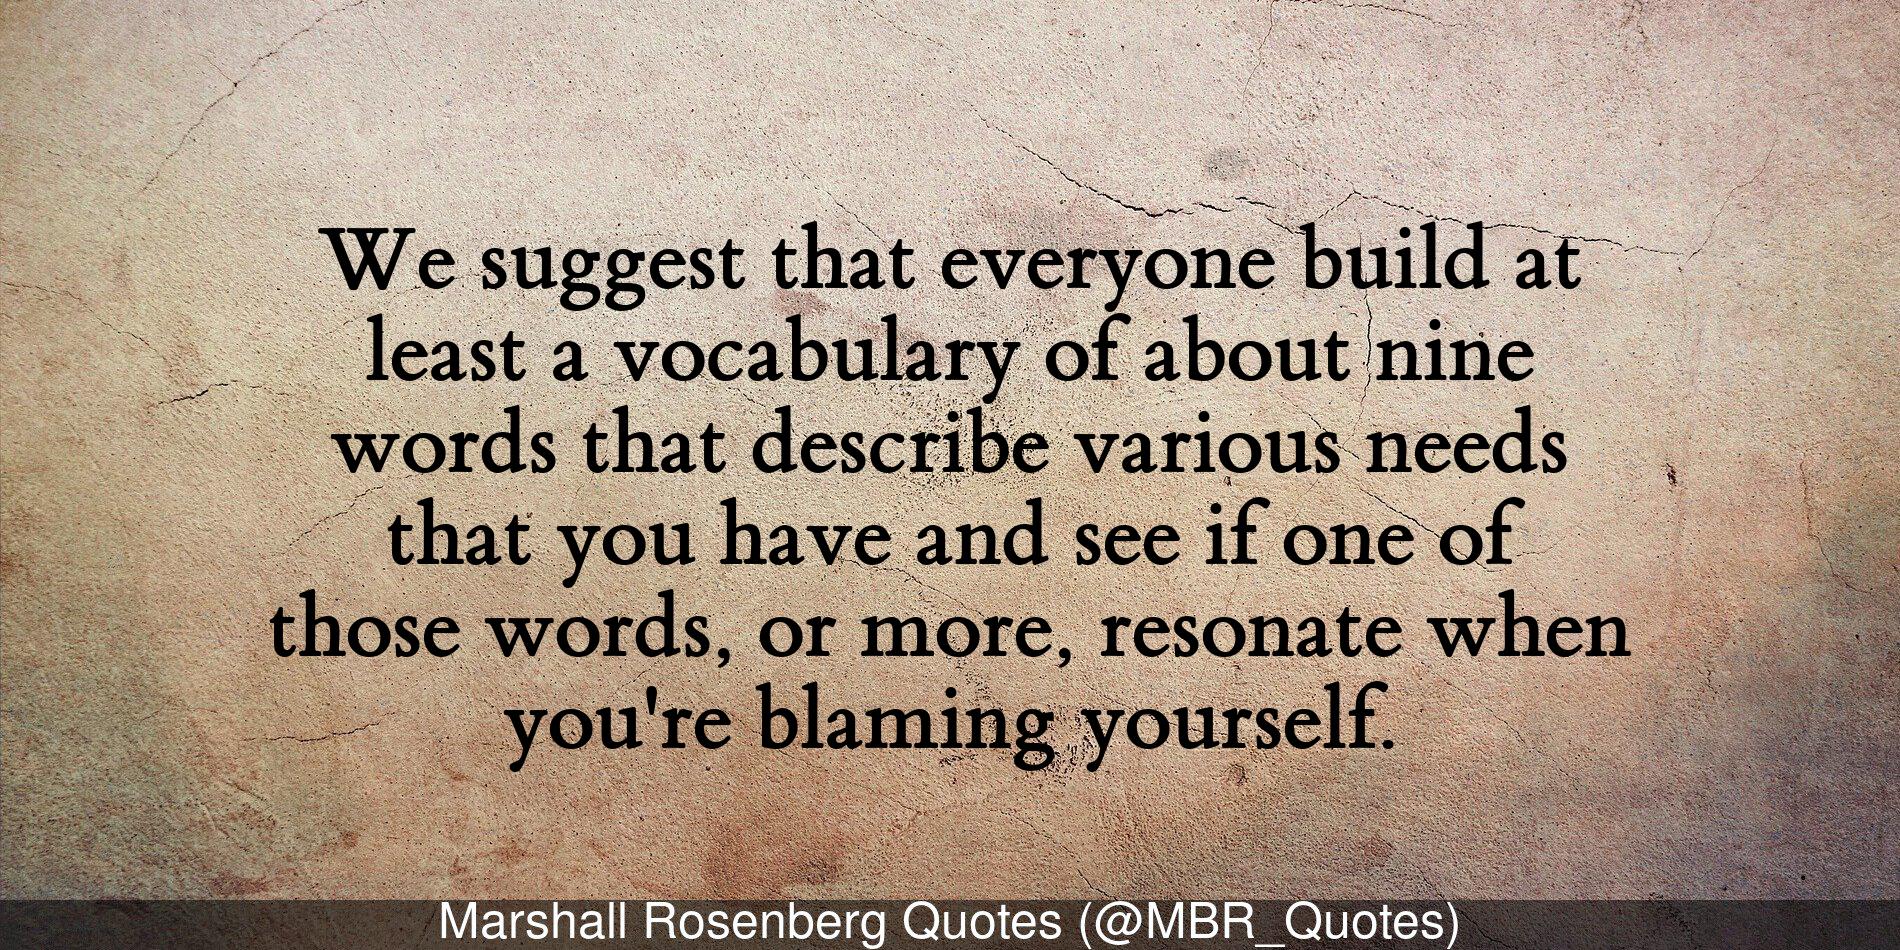 We suggest that everyone build at
least a vocabulary of about nine
words that describe various needs
that you have and see if one of
those words, or more, resonate when
you're blaming yourself.
Marshall Rosenberg Quotes (@MBR_Quotes)